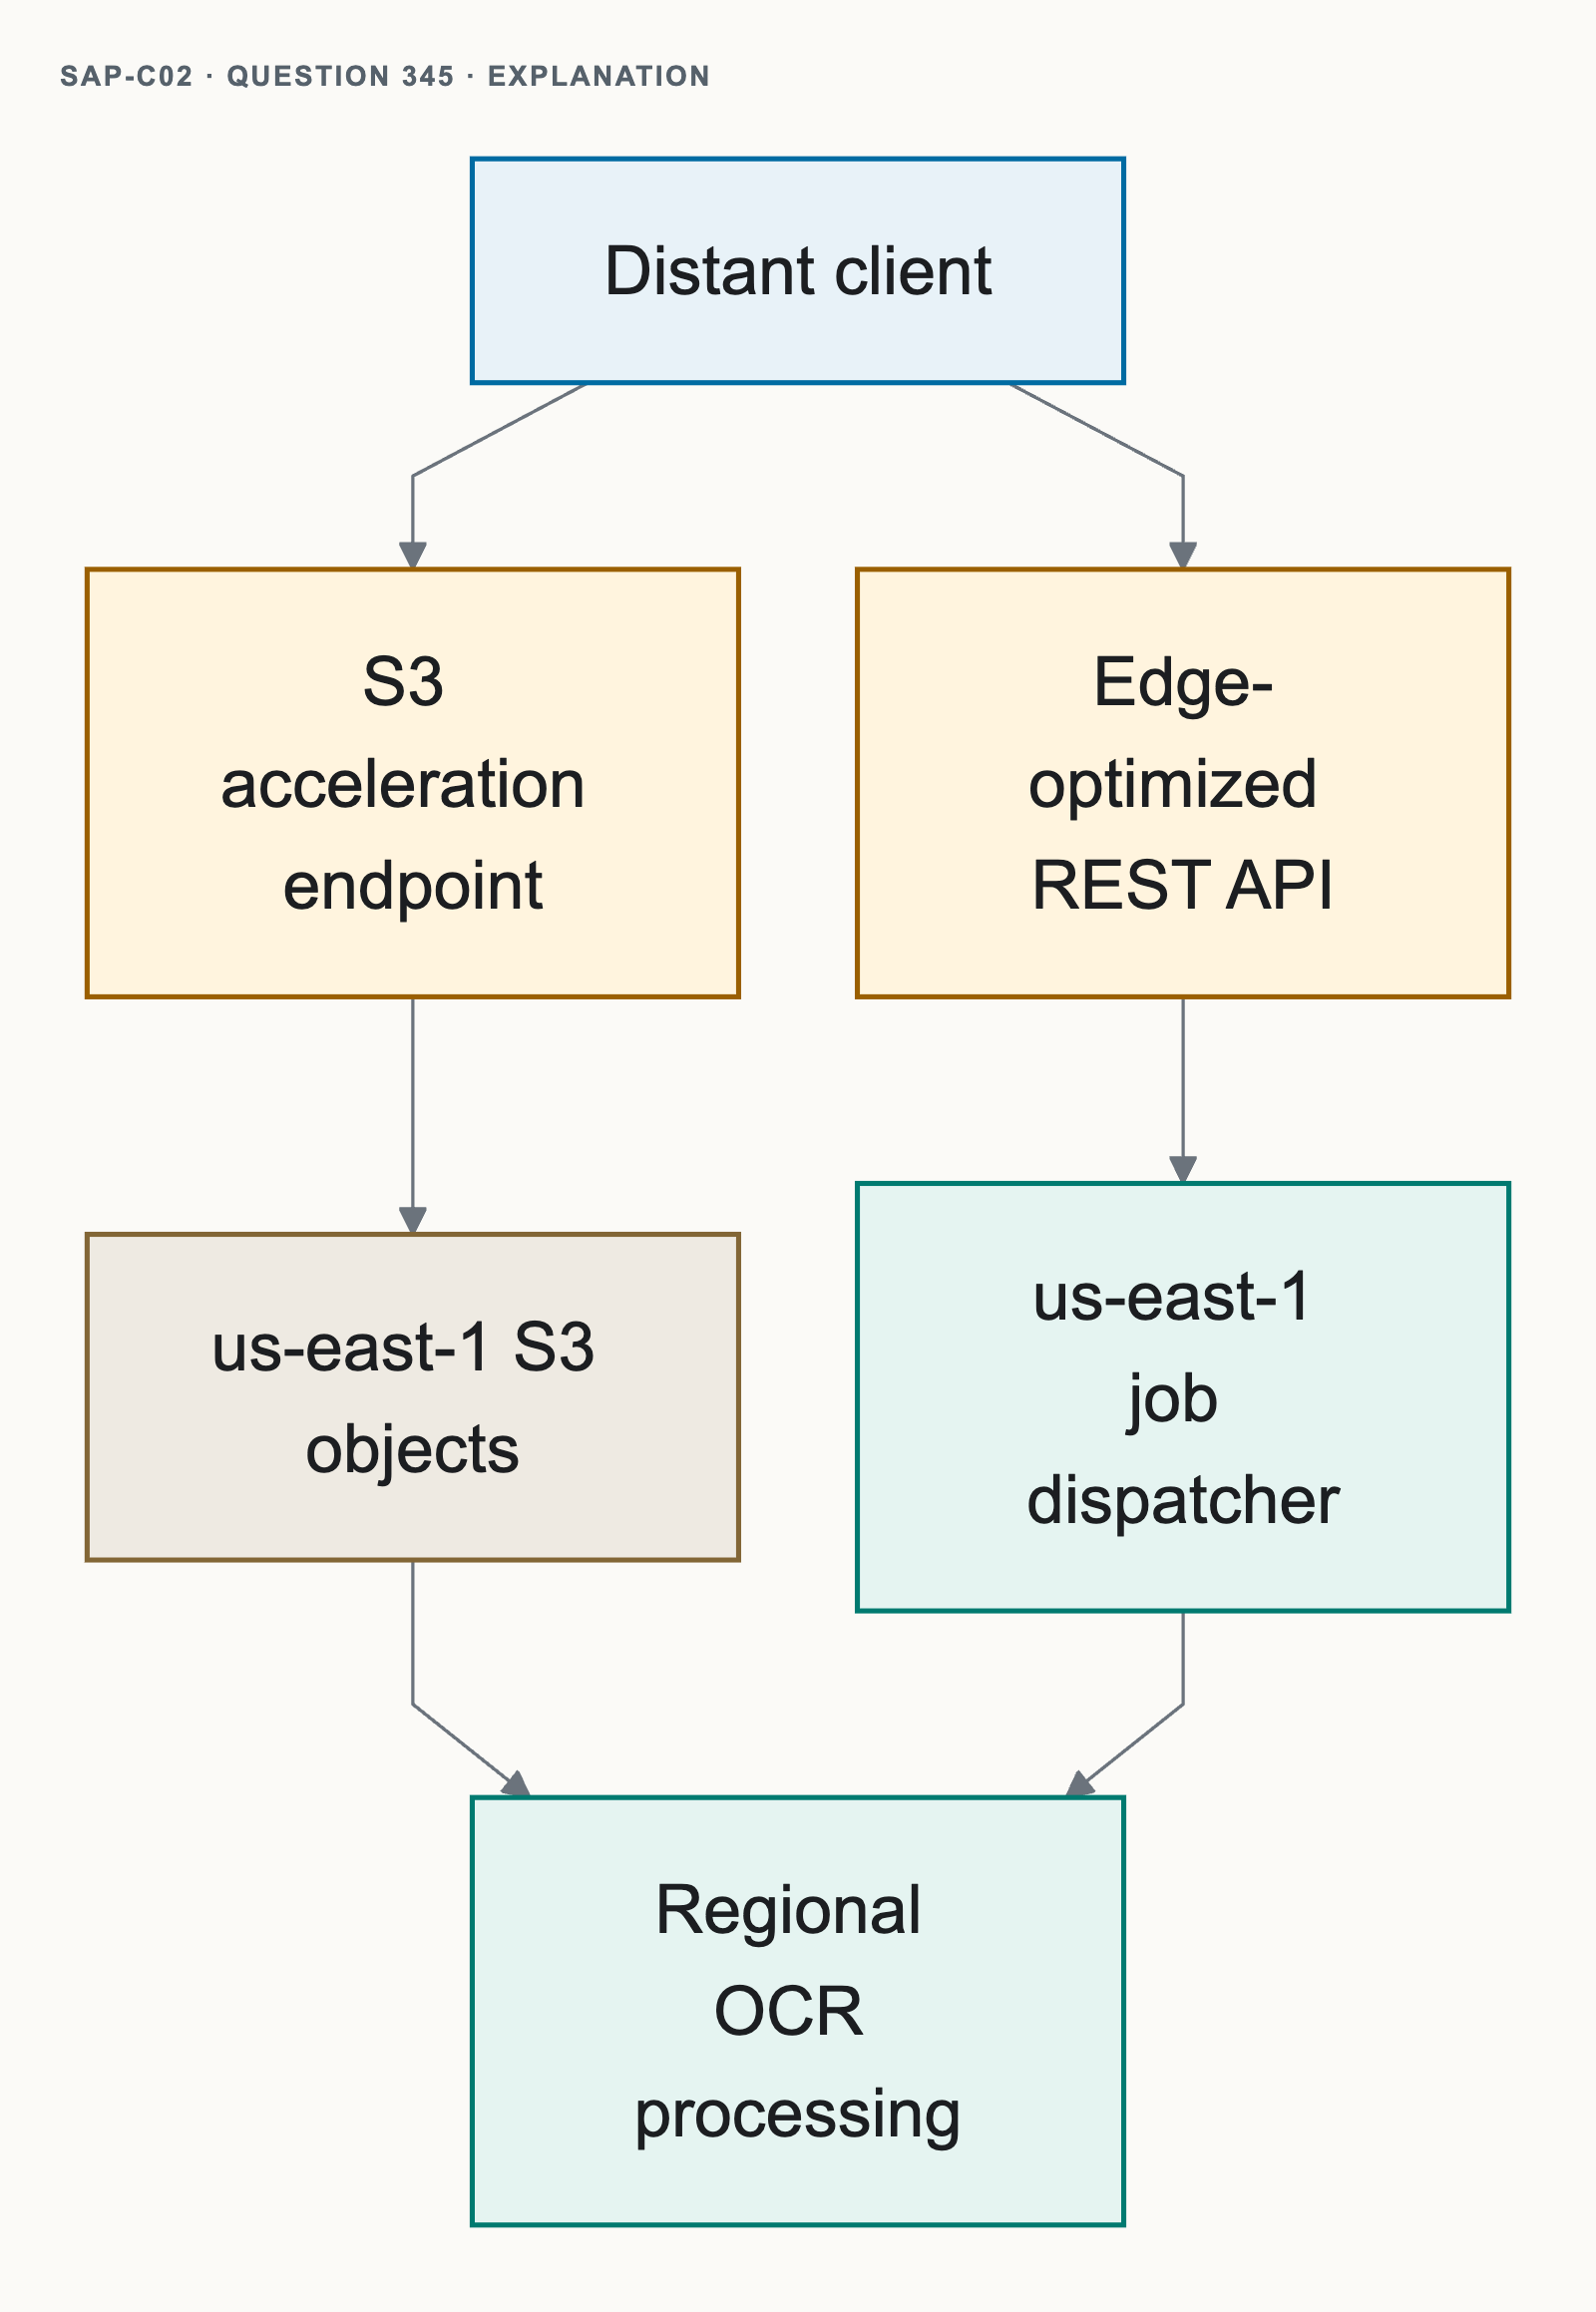 SAP-C02 · QUESTION 345 · EXPLANATION
Distant client
S3
acceleration
endpoint
Edge-
optimized
REST API
us-east-1 S3
objects
us-east-1
job
dispatcher
Regional
OCR
processing